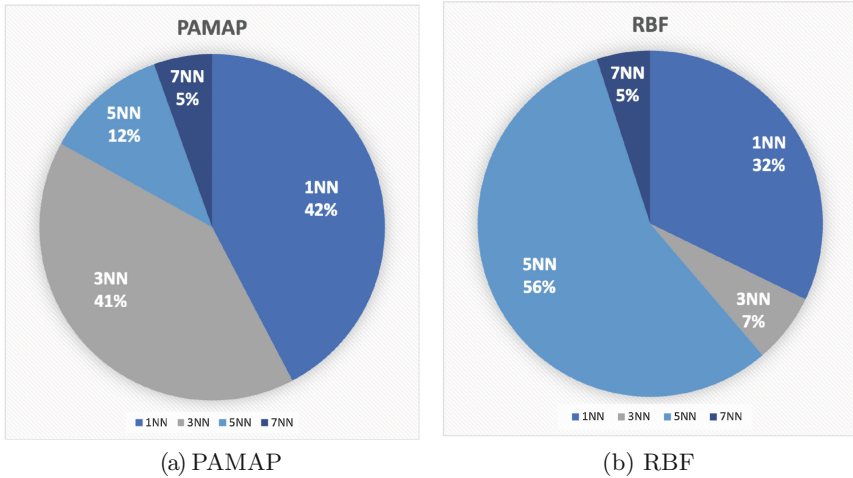 PAMAP
7NN
5%
5NN
12%
1NN
42%
3NN
41%
1NN 3NN 5NN 7NN
(a) PAMAP
RBF
7NN
5%
1NN
32%
5NN
56%
3NN
7%
1NN 3NN 5NN 7NN
(b) RBF